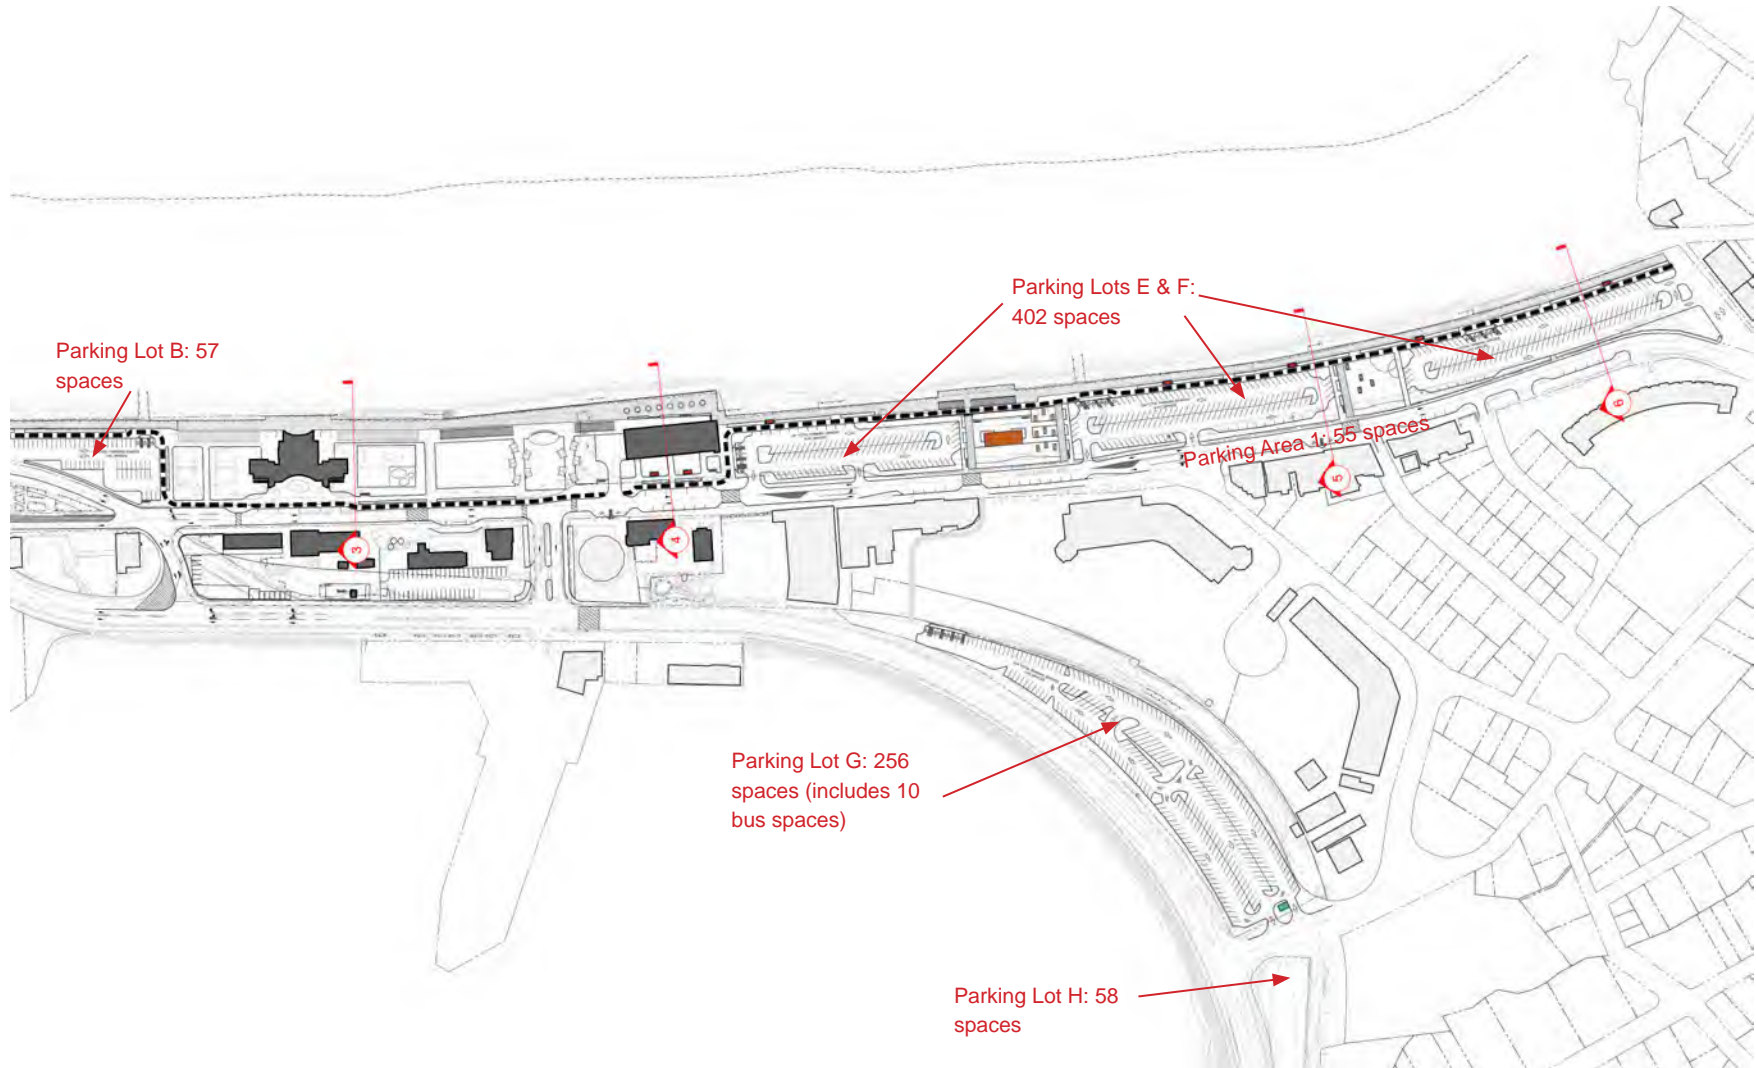 Parking Lots E & F:
402 spaces
Parking Lot B: 57
spaces
Parking Area 1: 55 spaces
3
4
5
6
Parking Lot G: 256
spaces (includes 10
bus spaces)
Parking Lot H: 58
spaces